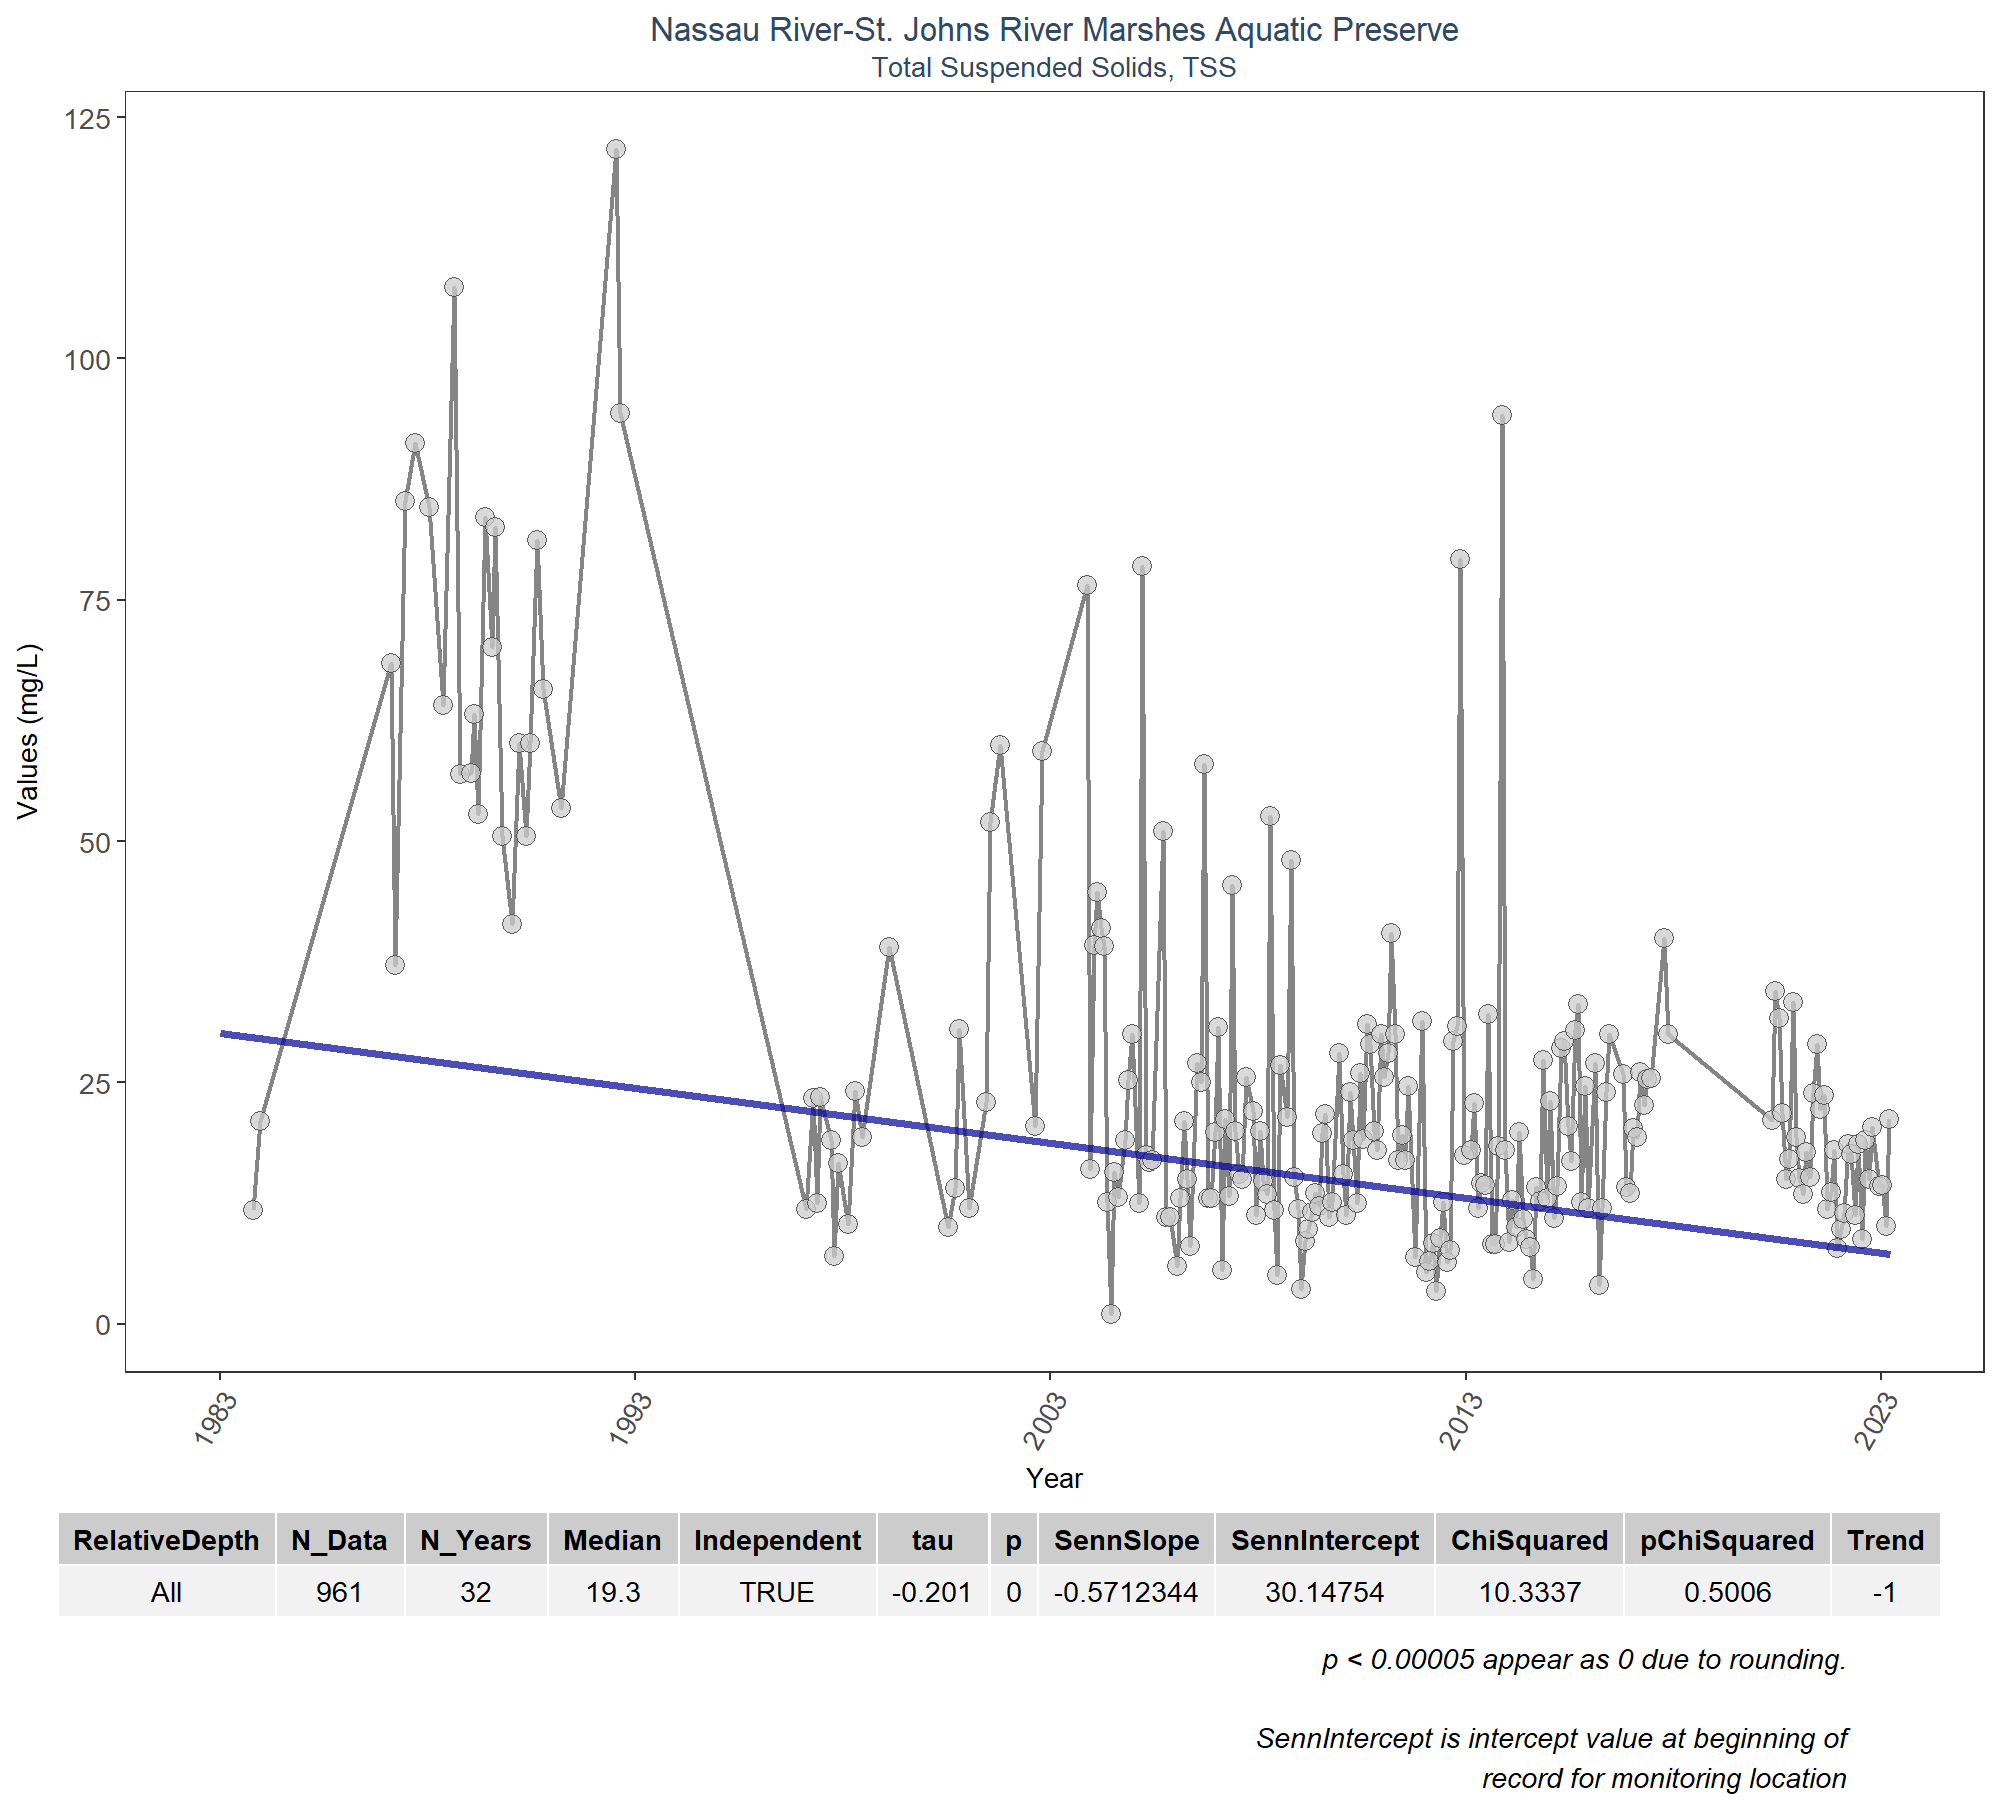 Nassau River-St. Johns River Marshes Aquatic Preserve
Total Suspended Solids, TSS
125
100
75
50
25
0
Values (mg/L)
1983
1993
2003
2013
2023
Year
RelativeDepth N_Data N_Years Median Independent tau p SennSlope SennIntercept ChiSquared pChiSquared Trend
All 961 32 19.3 TRUE -0.201 0 -0.5712344 30.14754 10.3337 0.5006 -1
p < 0.00005 appear as 0 due to rounding.
SennIntercept is intercept value at beginning of
record for monitoring location